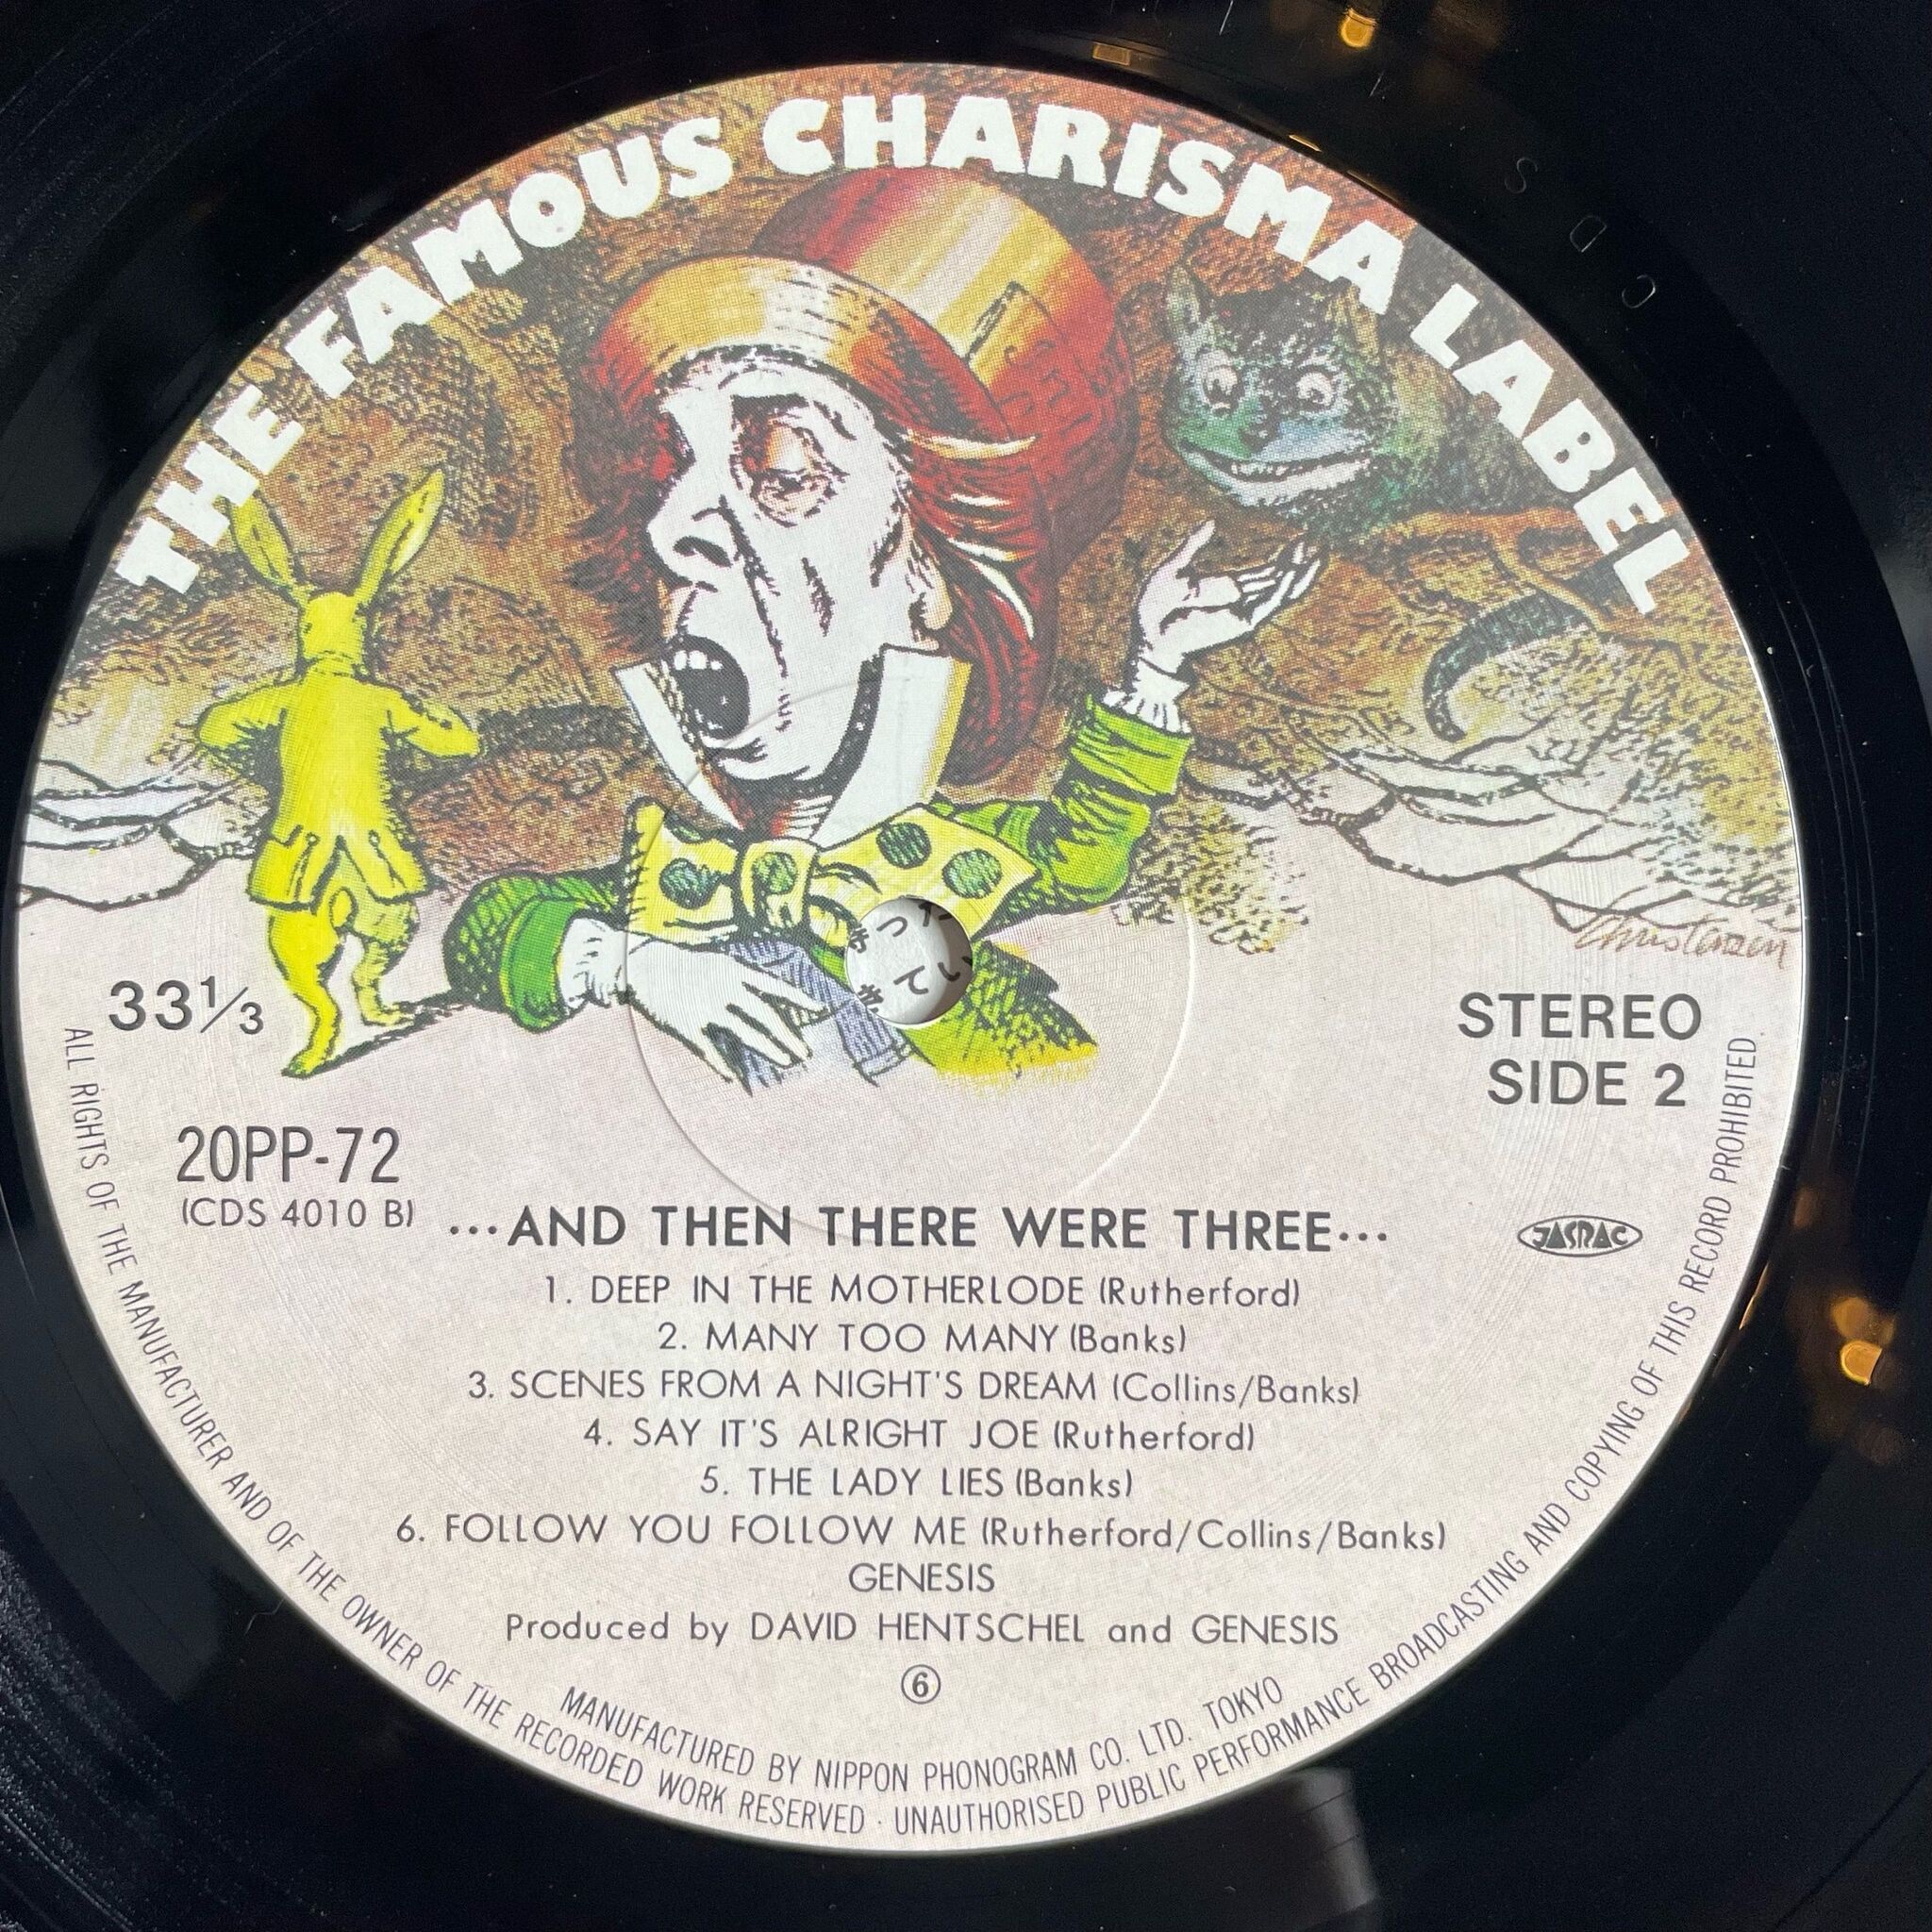 THE FAMOUS CHARISMA LABEL
C D S
Christensen
33⅓
STEREO
SIDE 2
20PP-72
(CDS 4010 B)
···AND THEN THERE WERE THREE···
JASRAC
1. DEEP IN THE MOTHERLODE (Rutherford)
2. MANY TOO MANY (Banks)
3. SCENES FROM A NIGHT'S DREAM (Collins/Banks)
4. SAY IT'S ALRIGHT JOE (Rutherford)
5. THE LADY LIES (Banks)
6. FOLLOW YOU FOLLOW ME (Rutherford/Collins/Banks)
GENESIS
Produced by DAVID HENTSCHEL and GENESIS
⑥
MANUFACTURED BY NIPPON PHONOGRAM CO. LTD. TOKYO
ALL RIGHTS OF THE MANUFACTURER AND OF THE OWNER OF THE RECORDED WORK RESERVED · UNAUTHORISED PUBLIC PERFORMANCE BROADCASTING AND COPYING OF THIS RECORD PROHIBITED.